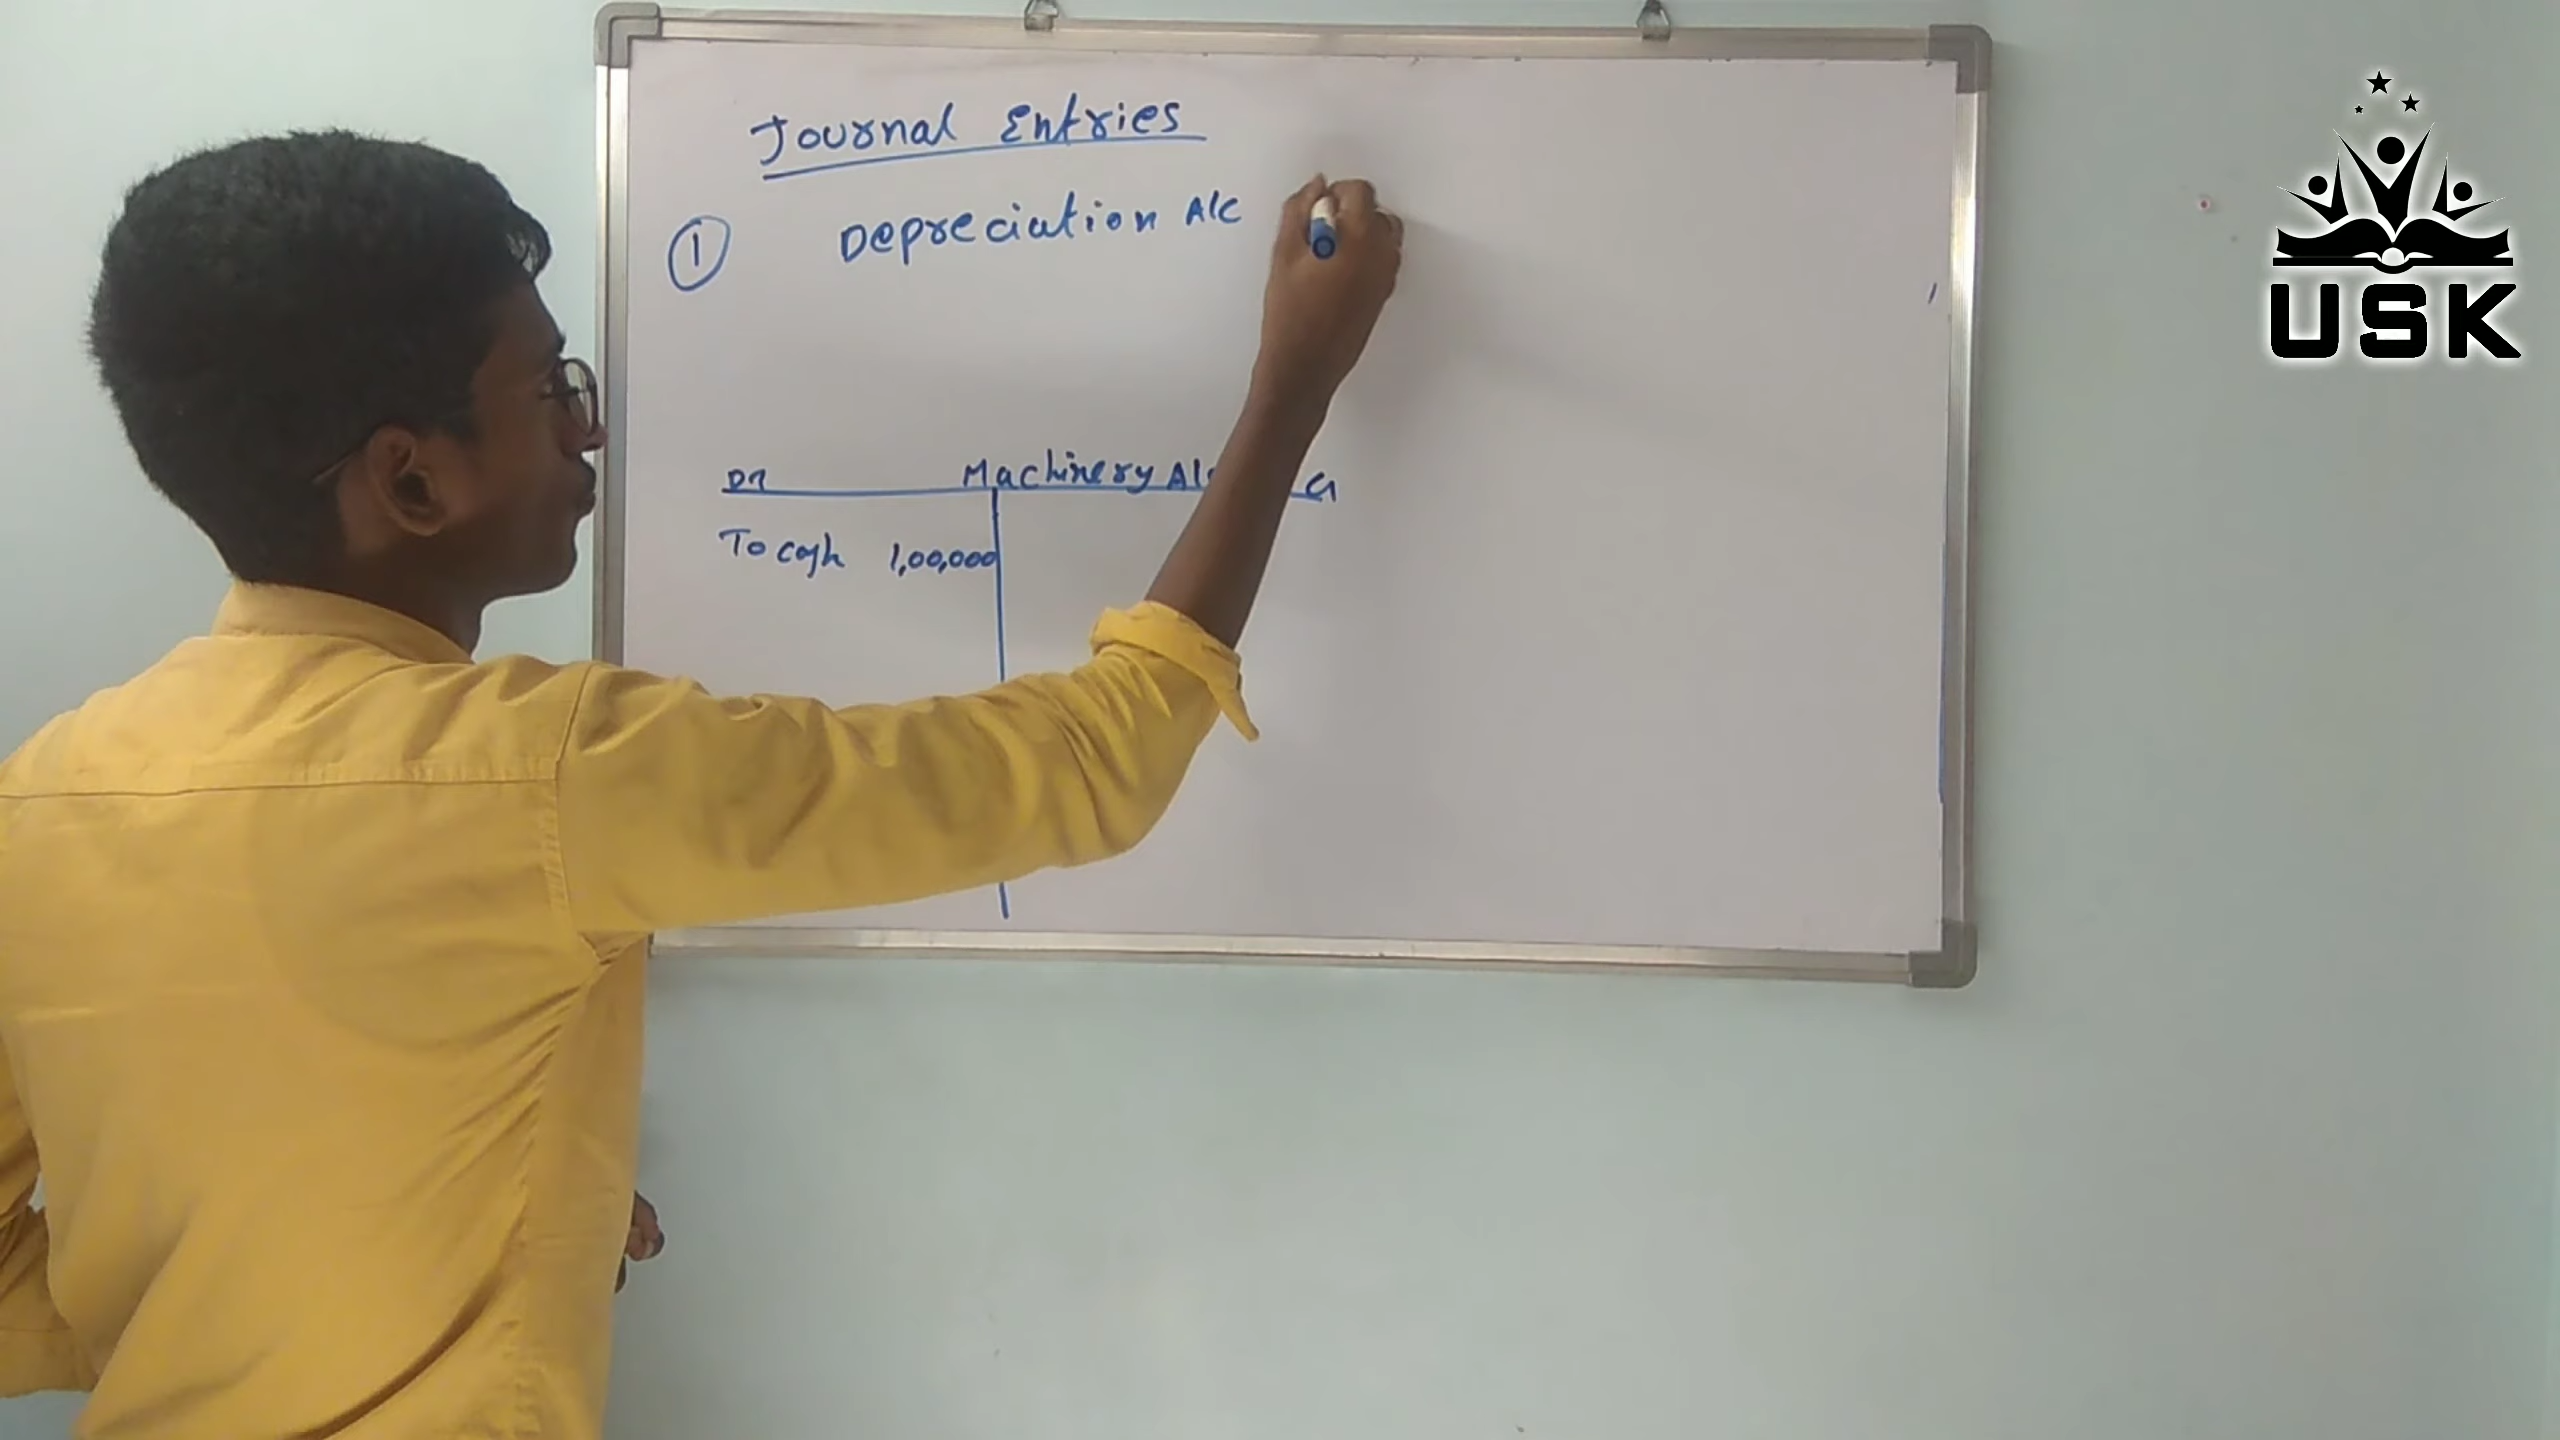 Journal Entries
① Depreciation A/c
Dr Machinery A/c Cr
To cash 1,00,000
USK